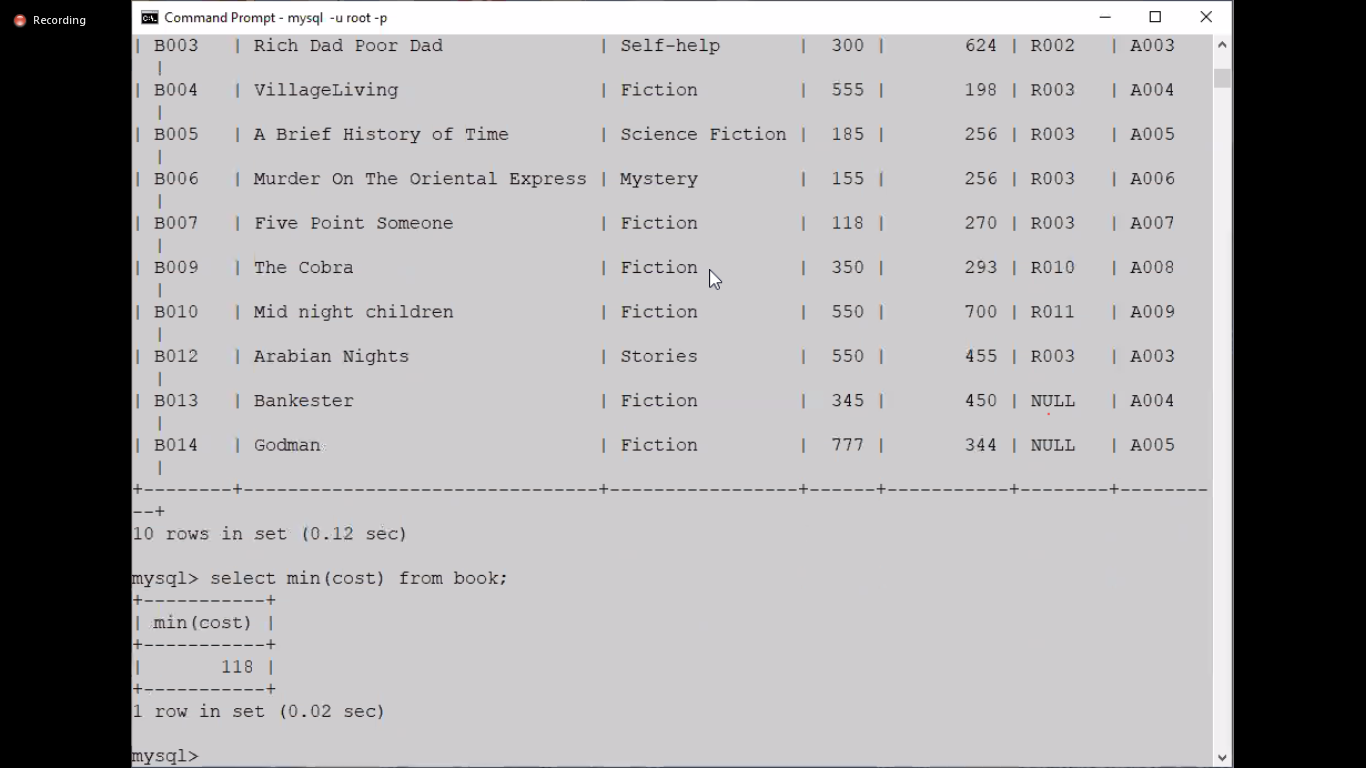 Recording
Command Prompt - mysql -u root -p
| B003 | Rich Dad Poor Dad | Self-help | 300 | 624 | R002 | A003
|
| B004 | VillageLiving | Fiction | 555 | 198 | R003 | A004
|
| B005 | A Brief History of Time | Science Fiction | 185 | 256 | R003 | A005
|
| B006 | Murder On The Oriental Express | Mystery | 155 | 256 | R003 | A006
|
| B007 | Five Point Someone | Fiction | 118 | 270 | R003 | A007
|
| B009 | The Cobra | Fiction | 350 | 293 | R010 | A008
|
| B010 | Mid night children | Fiction | 550 | 700 | R011 | A009
|
| B012 | Arabian Nights | Stories | 550 | 455 | R003 | A003
|
| B013 | Bankester | Fiction | 345 | 450 | NULL | A004
|
| B014 | Godman | Fiction | 777 | 344 | NULL | A005
|
+--------+--------------------------------+-----------------+------+-----------+--------+--------
--+
10 rows in set (0.12 sec)
mysql> select min(cost) from book;
+-----------+
| min(cost) |
+-----------+
| 118 |
+-----------+
1 row in set (0.02 sec)
mysql>